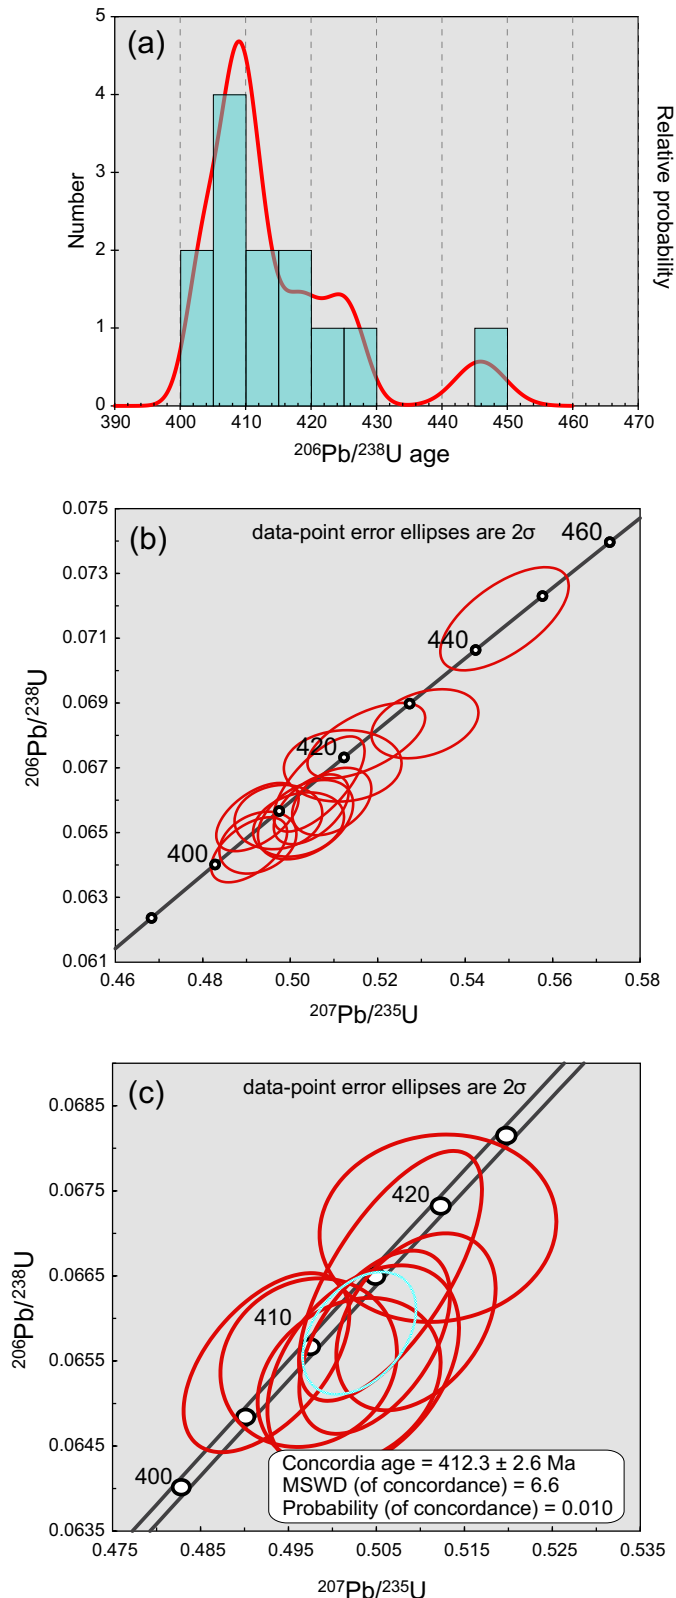 (a)
5
4
3
2
1
0
Number
Relative probability
390 400 410 420 430 440 450 460 470
²⁰⁶Pb/²³⁸U age
(b)
data-point error ellipses are 2σ
460
440
420
400
0.075
0.073
0.071
0.069
0.067
0.065
0.063
0.061
²⁰⁶Pb/²³⁸U
0.46 0.48 0.50 0.52 0.54 0.56 0.58
²⁰⁷Pb/²³⁵U
(c)
data-point error ellipses are 2σ
420
410
400
0.0685
0.0675
0.0665
0.0655
0.0645
0.0635
²⁰⁶Pb/²³⁸U
Concordia age = 412.3 ± 2.6 Ma
MSWD (of concordance) = 6.6
Probability (of concordance) = 0.010
0.475 0.485 0.495 0.505 0.515 0.525 0.535
²⁰⁷Pb/²³⁵U